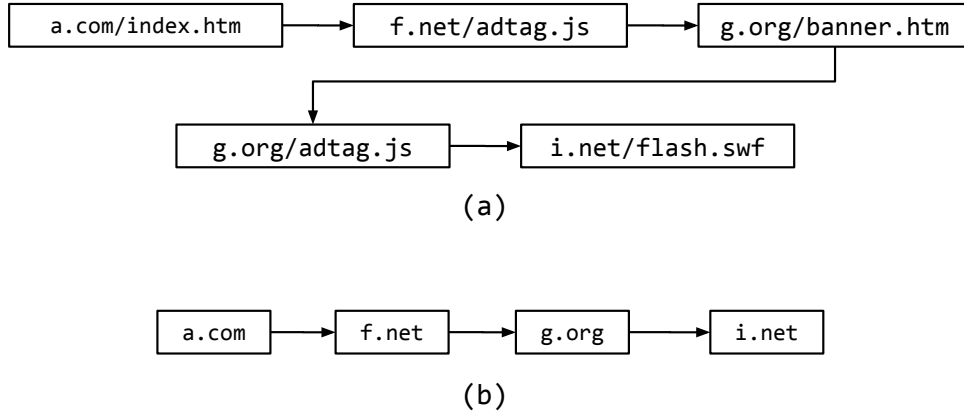 a.com/index.htm f.net/adtag.js g.org/banner.htm
g.org/adtag.js i.net/flash.swf
(a)
a.com f.net g.org i.net
(b)